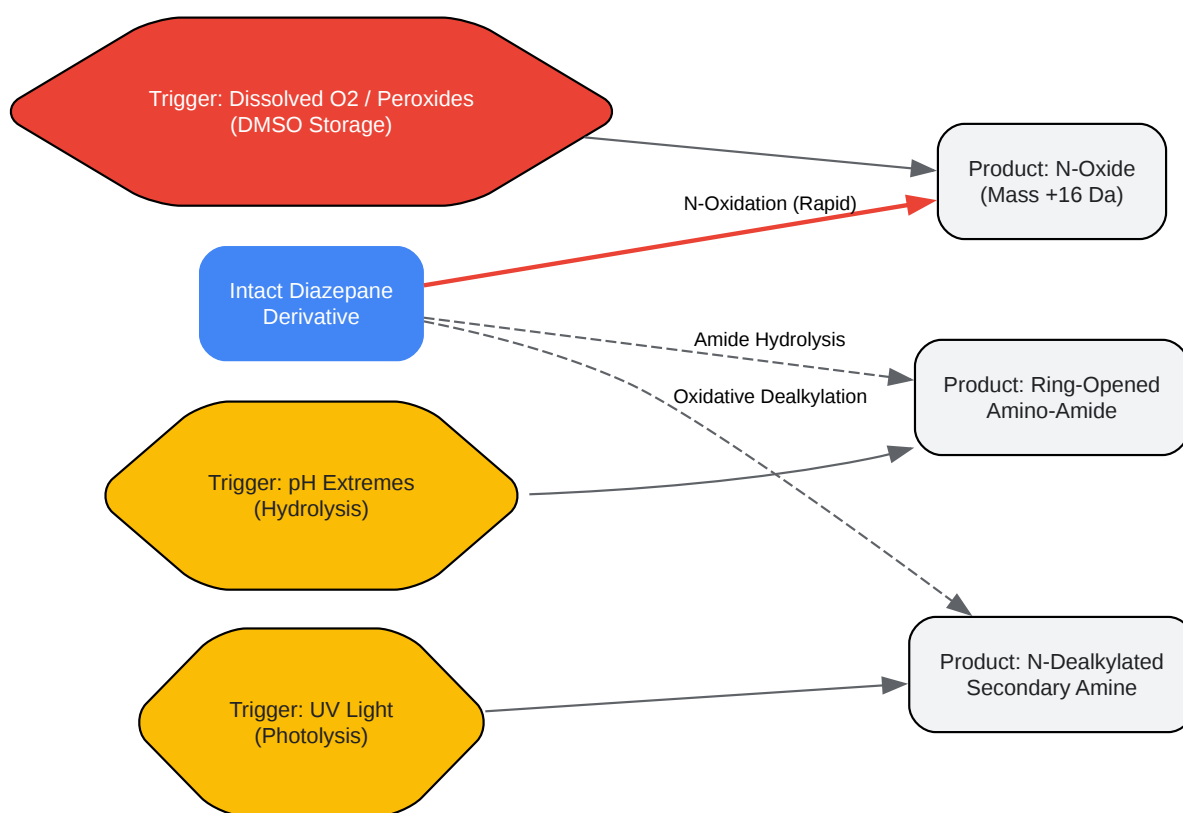 Trigger: Dissolved O2 / Peroxides
(DMSO Storage)
Product: N-Oxide
(Mass +16 Da)
N-Oxidation (Rapid)
Intact Diazepane
Derivative
Amide Hydrolysis
Product: Ring-Opened
Amino-Amide
Oxidative Dealkylation
Trigger: pH Extremes
(Hydrolysis)
Product: N-Dealkylated
Secondary Amine
Trigger: UV Light
(Photolysis)